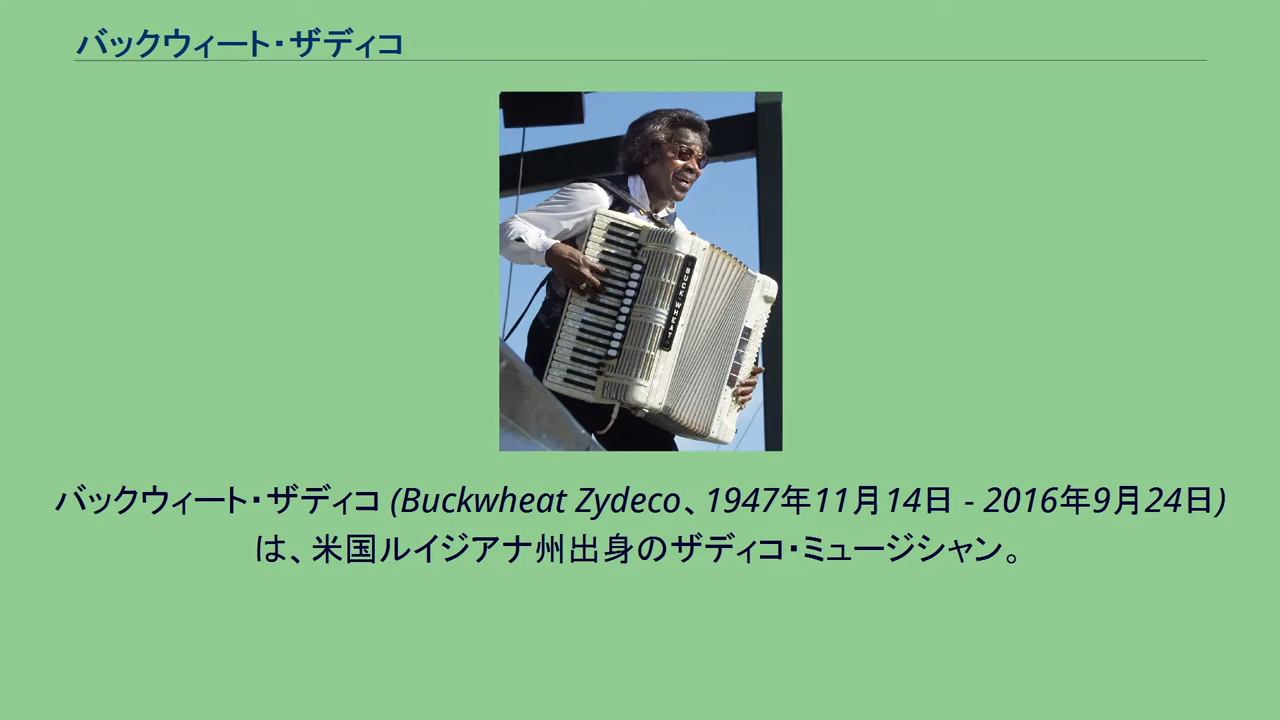 バックウィート・ザディコ
BUCKWHEAT
バックウィート・ザディコ (Buckwheat Zydeco、1947年11月14日 - 2016年9月24日)
は、米国ルイジアナ州出身のザディコ・ミュージシャン。